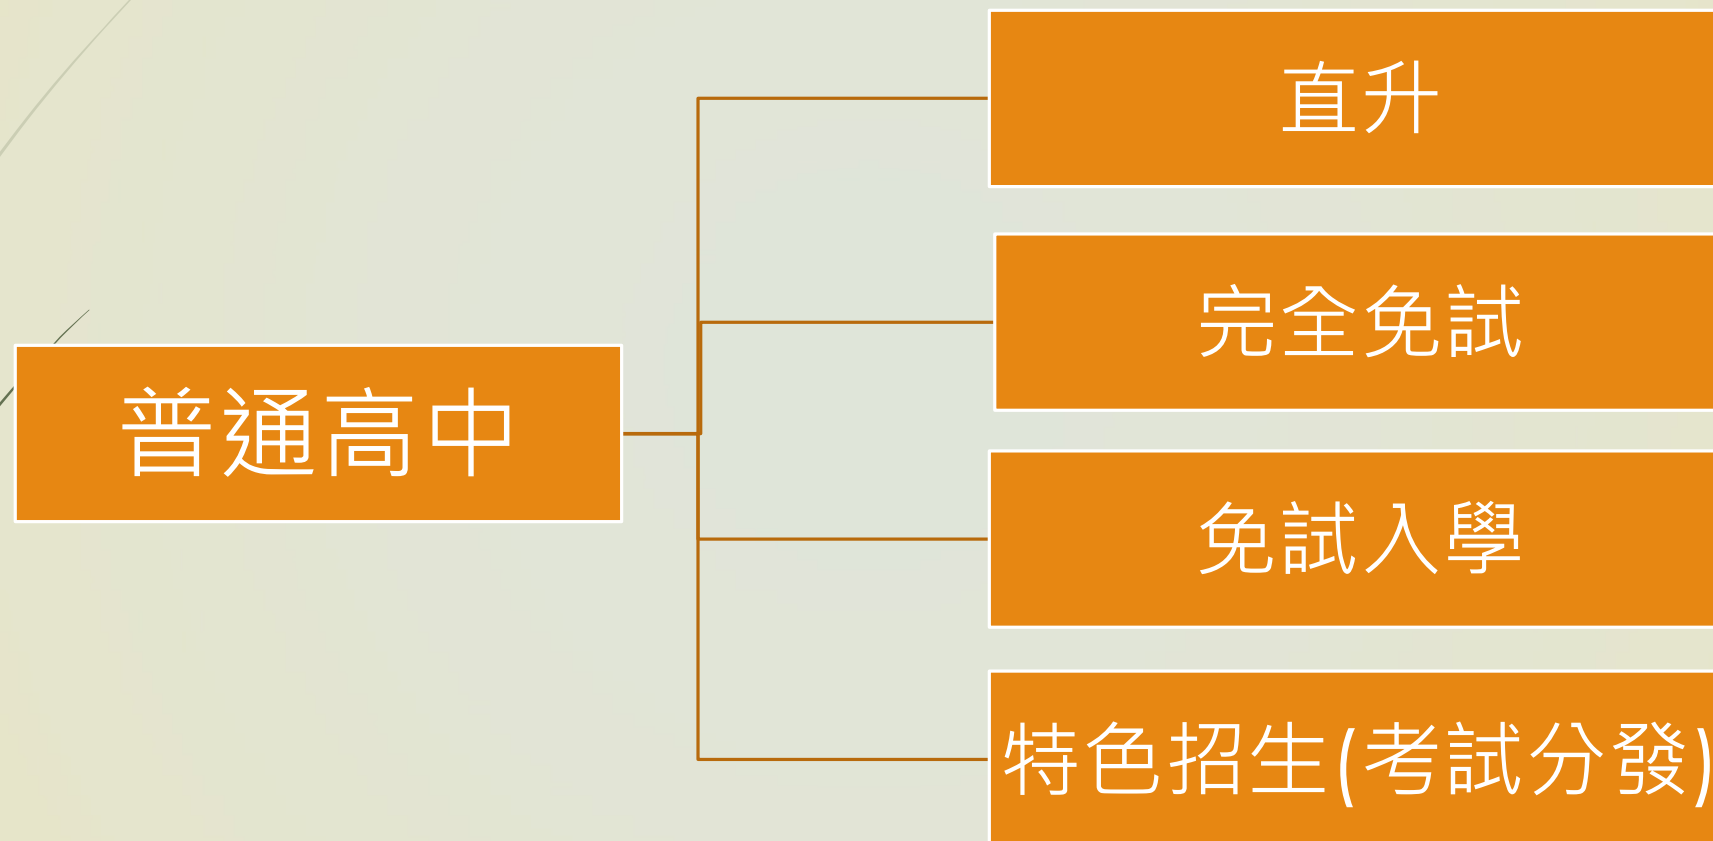 普通高中
直升
完全免試
免試入學
特色招生(考試分發)